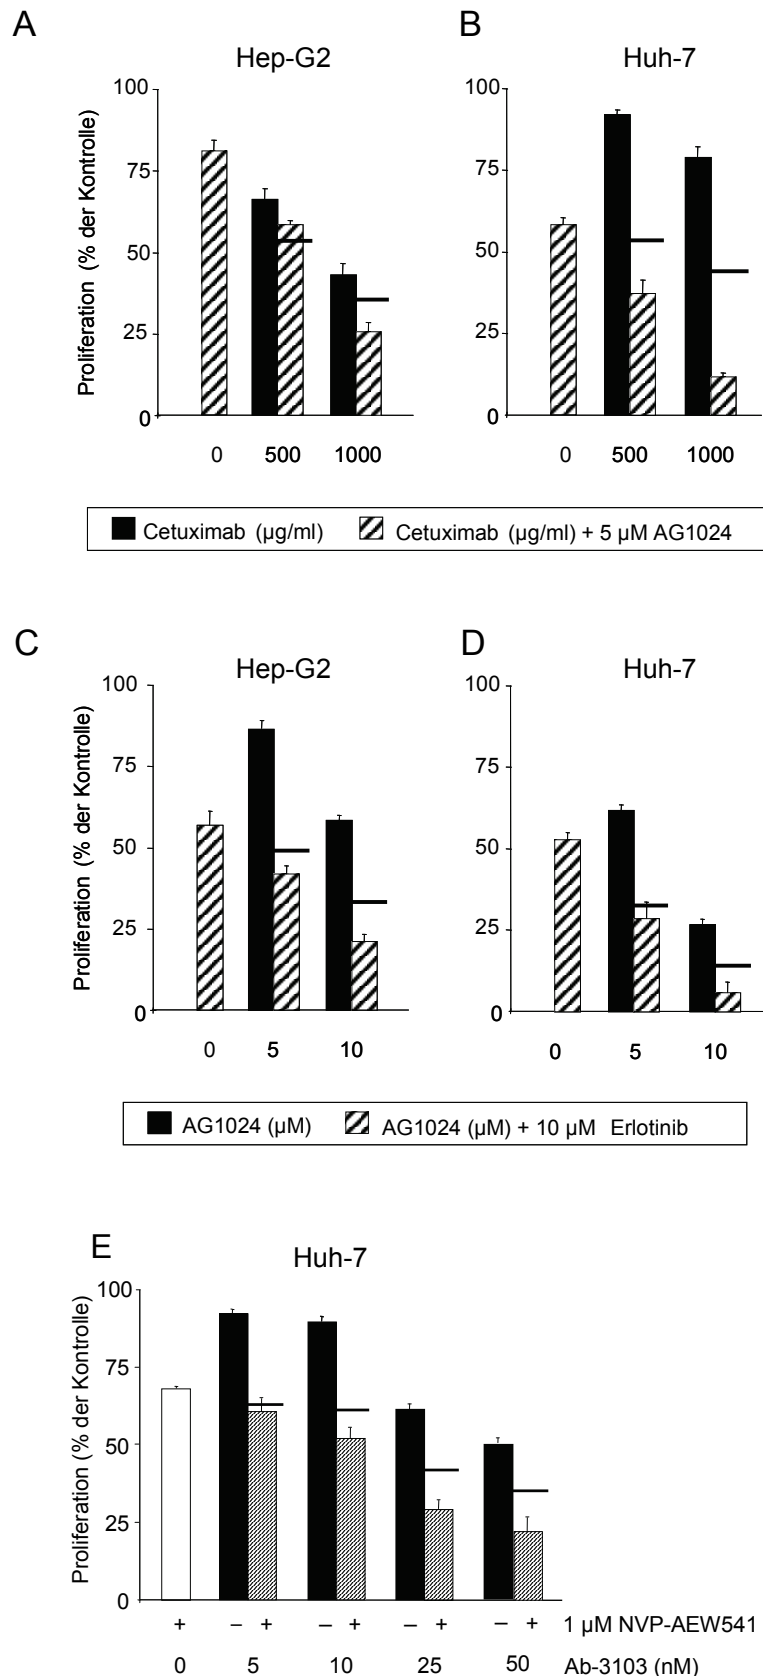 A
B
Hep-G2
Huh-7
Proliferation (% der Kontrolle)
100
75
50
25
0
100
75
50
25
0
0 500 1000
0 500 1000
Cetuximab (µg/ml)
Cetuximab (µg/ml) + 5 µM AG1024
C
D
Hep-G2
Huh-7
Proliferation (% der Kontrolle)
100
75
50
25
0
100
75
50
25
0
0 5 10
0 5 10
AG1024 (µM)
AG1024 (µM) + 10 µM Erlotinib
E
Huh-7
Proliferation (% der Kontrolle)
100
75
50
25
0
+ – + – + – + – + 1 µM NVP-AEW541
0 5 10 25 50 Ab-3103 (nM)